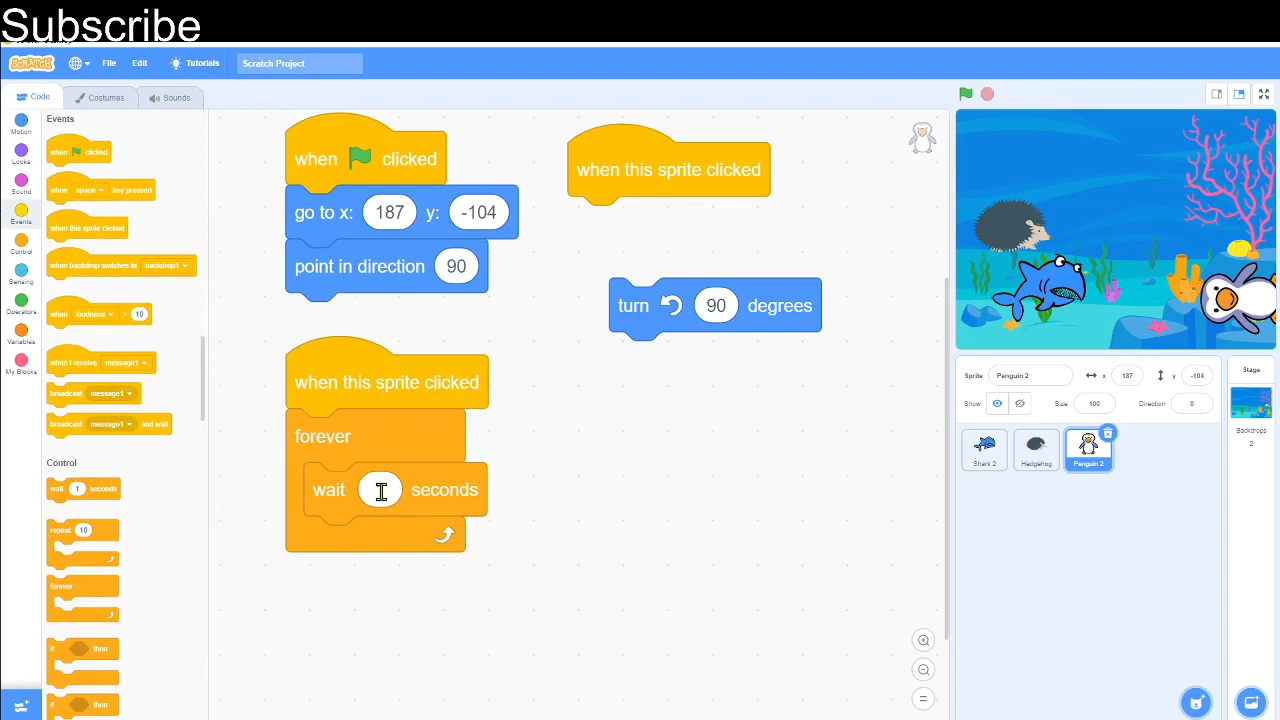 Subscribe
SCRATCH
File Edit Tutorials Scratch Project
Code Costumes Sounds
Motion
Looks
Sound
Events
Control
Sensing
Operators
Variables
My Blocks
Events
when clicked
when space key pressed
when this sprite clicked
when backdrop switches to backdrop1
when loudness > 10
when I receive message1
broadcast message1
broadcast message1 and wait
Control
wait 1 seconds
repeat 10
forever
if then
if then
when clicked
go to x: 187 y: -104
point in direction 90
when this sprite clicked
forever
wait seconds
when this sprite clicked
turn 90 degrees
Sprite Penguin 2 x 187 y -104
Show Size 100 Direction 0
Shark 2 Hedgehog Penguin 2
Stage
Backdrops
2